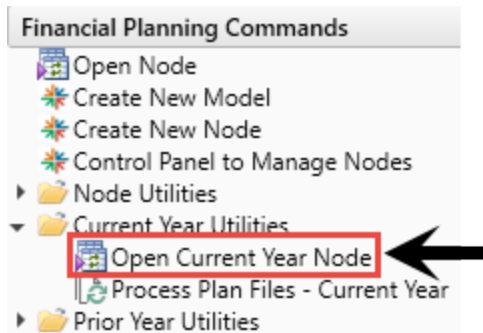 Financial Planning Commands
Open Node
Create New Model
Create New Node
Control Panel to Manage Nodes
Node Utilities
Current Year Utilities
Open Current Year Node
Process Plan Files - Current Year
Prior Year Utilities